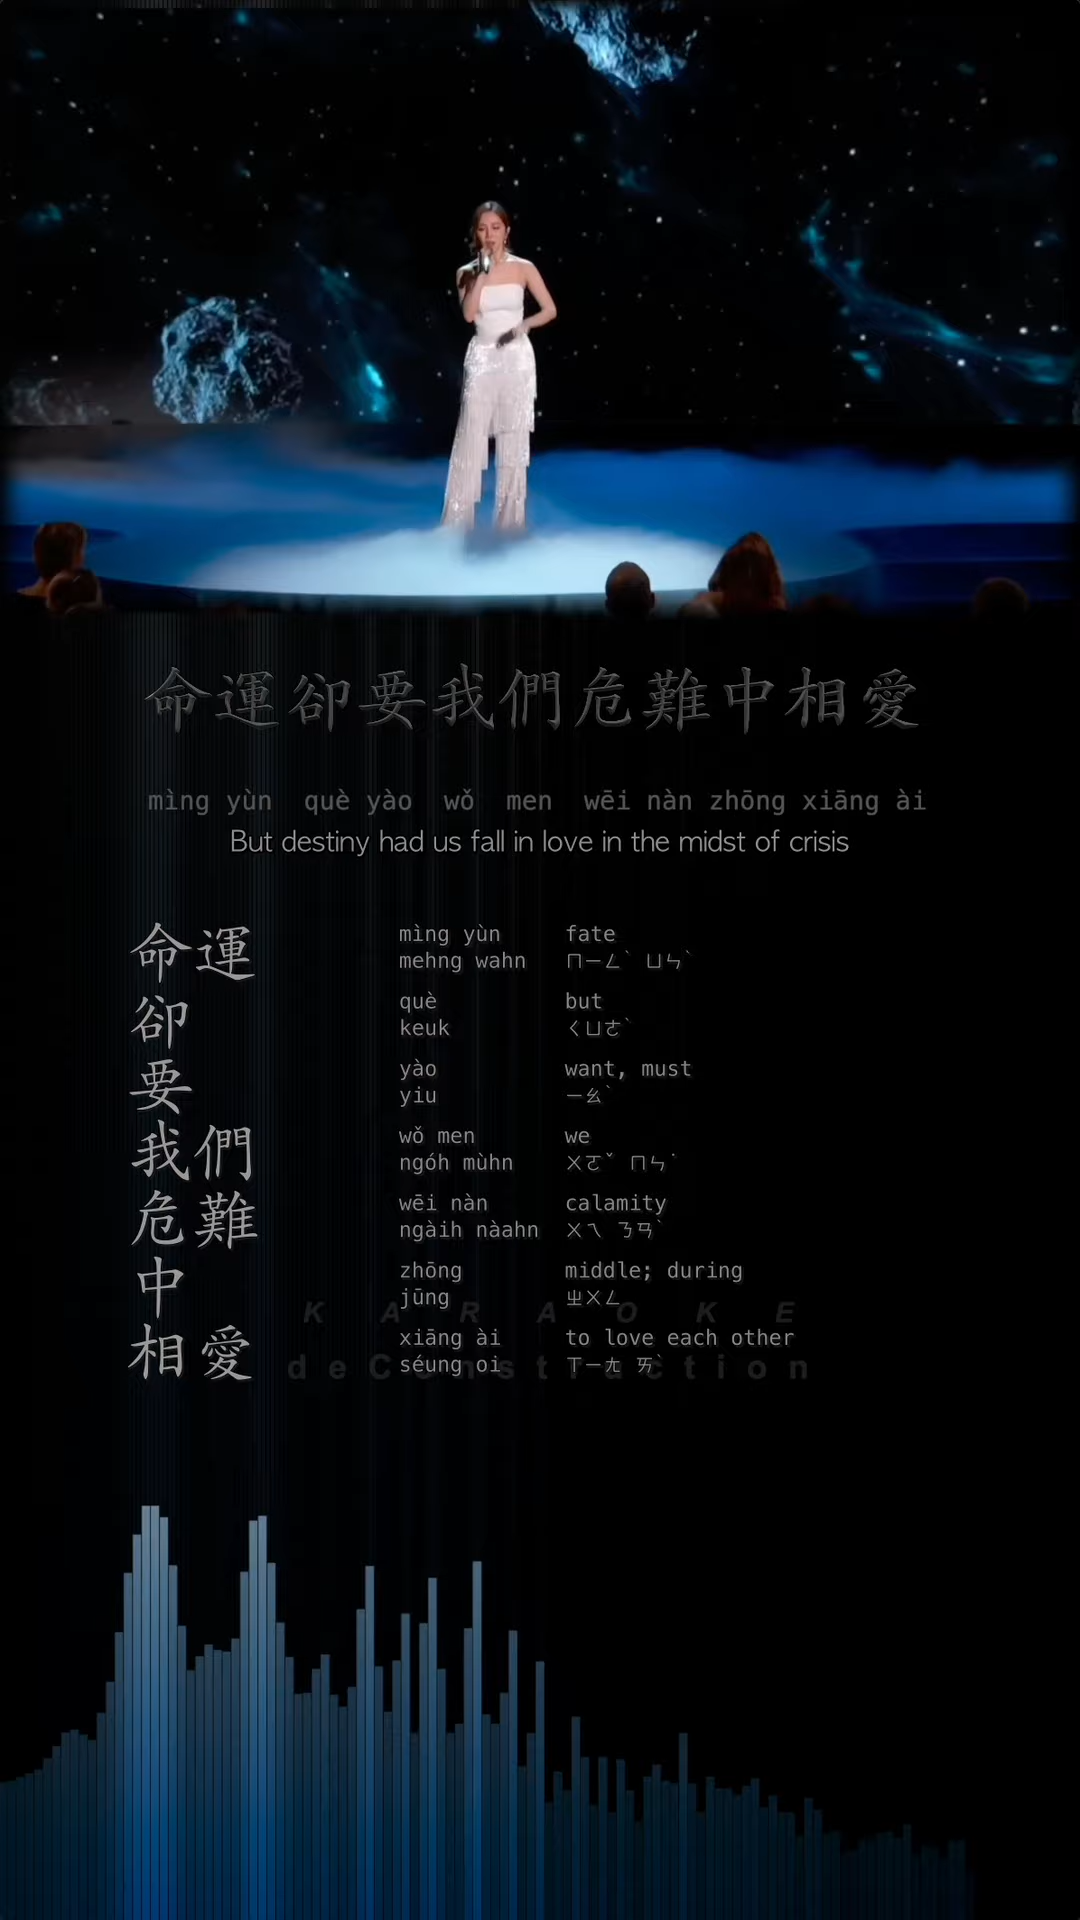 命運卻要我們危難中相愛
mìng yùn què yào wǒ men wēi nàn zhōng xiāng ài
But destiny had us fall in love in the midst of crisis
命運 mìng yùn fate
mehng wahn ㄇㄧㄥˋ ㄩㄣˋ
卻 què but
keuk ㄑㄩㄜˋ
要 yào want, must
yiu ㄧㄠˋ
我們 wǒ men we
ngóh mùhn ㄨㄛˇ ㄇㄣ˙
危難 wēi nàn calamity
ngàih nàahn ㄨㄟ ㄋㄢˋ
中 zhōng middle; during
jūng ㄓㄨㄥ
KARAOKE
相愛 xiāng ài to love each other
séung oi ㄒㄧㄤ ㄞˋ
deConstruction